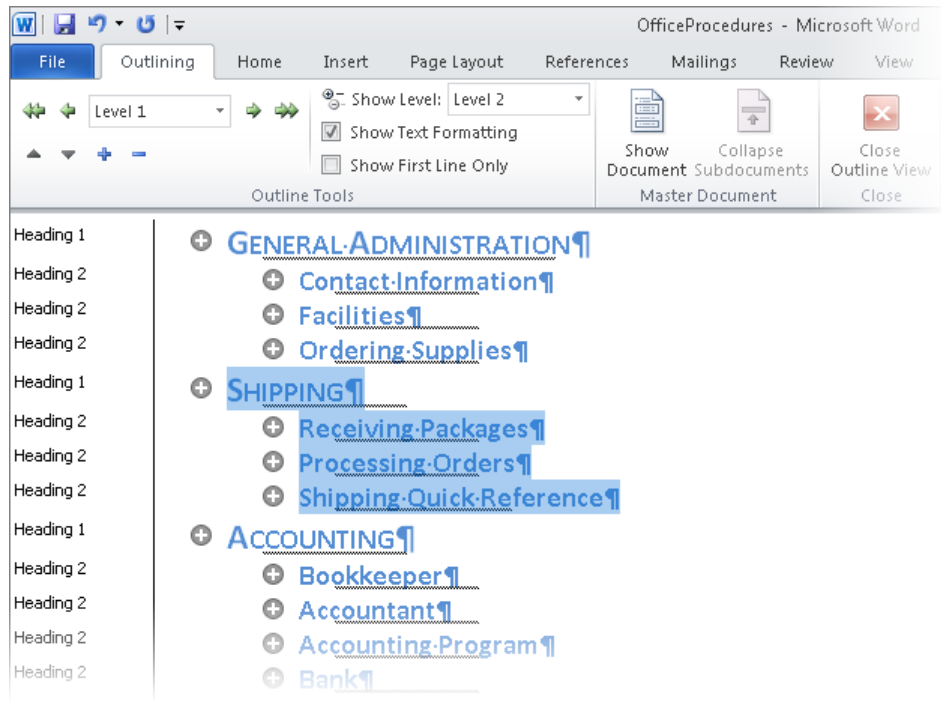 W OfficeProcedures - Microsoft Word
File Outlining Home Insert Page Layout References Mailings Review View
Level 1 Show Level: Level 2
Show Text Formatting
Show First Line Only
Show Document Collapse Subdocuments Close Outline View
Outline Tools Master Document Close
Heading 1 GENERAL·ADMINISTRATION¶
Heading 2 Contact·Information¶
Heading 2 Facilities¶
Heading 2 Ordering·Supplies¶
Heading 1 SHIPPING¶
Heading 2 Receiving·Packages¶
Heading 2 Processing·Orders¶
Heading 2 Shipping·Quick·Reference¶
Heading 1 ACCOUNTING¶
Heading 2 Bookkeeper¶
Heading 2 Accountant¶
Heading 2 Accounting·Program¶
Heading 2 Bank¶